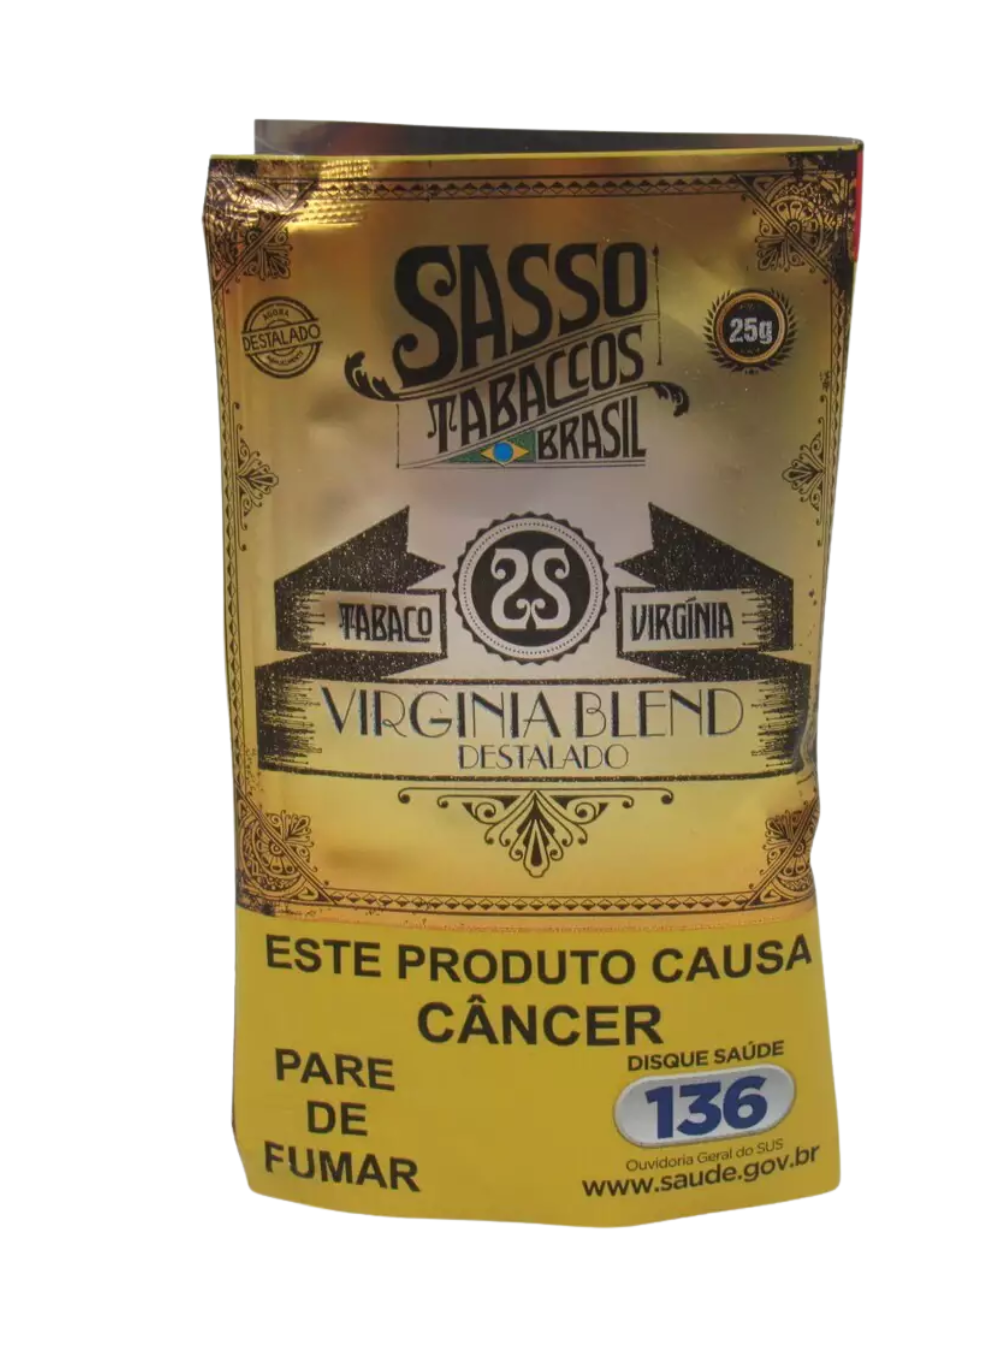 SASSO
TABACCOS
BRASIL
AGORA
DESTALADO
25g
TABACO
VIRGÍNIA
VIRGINIA BLEND
DESTALADO
ESTE PRODUTO CAUSA
CÂNCER
PARE
DE
FUMAR
DISQUE SAÚDE
136
Ouvidoria Geral do SUS
www.saude.gov.br